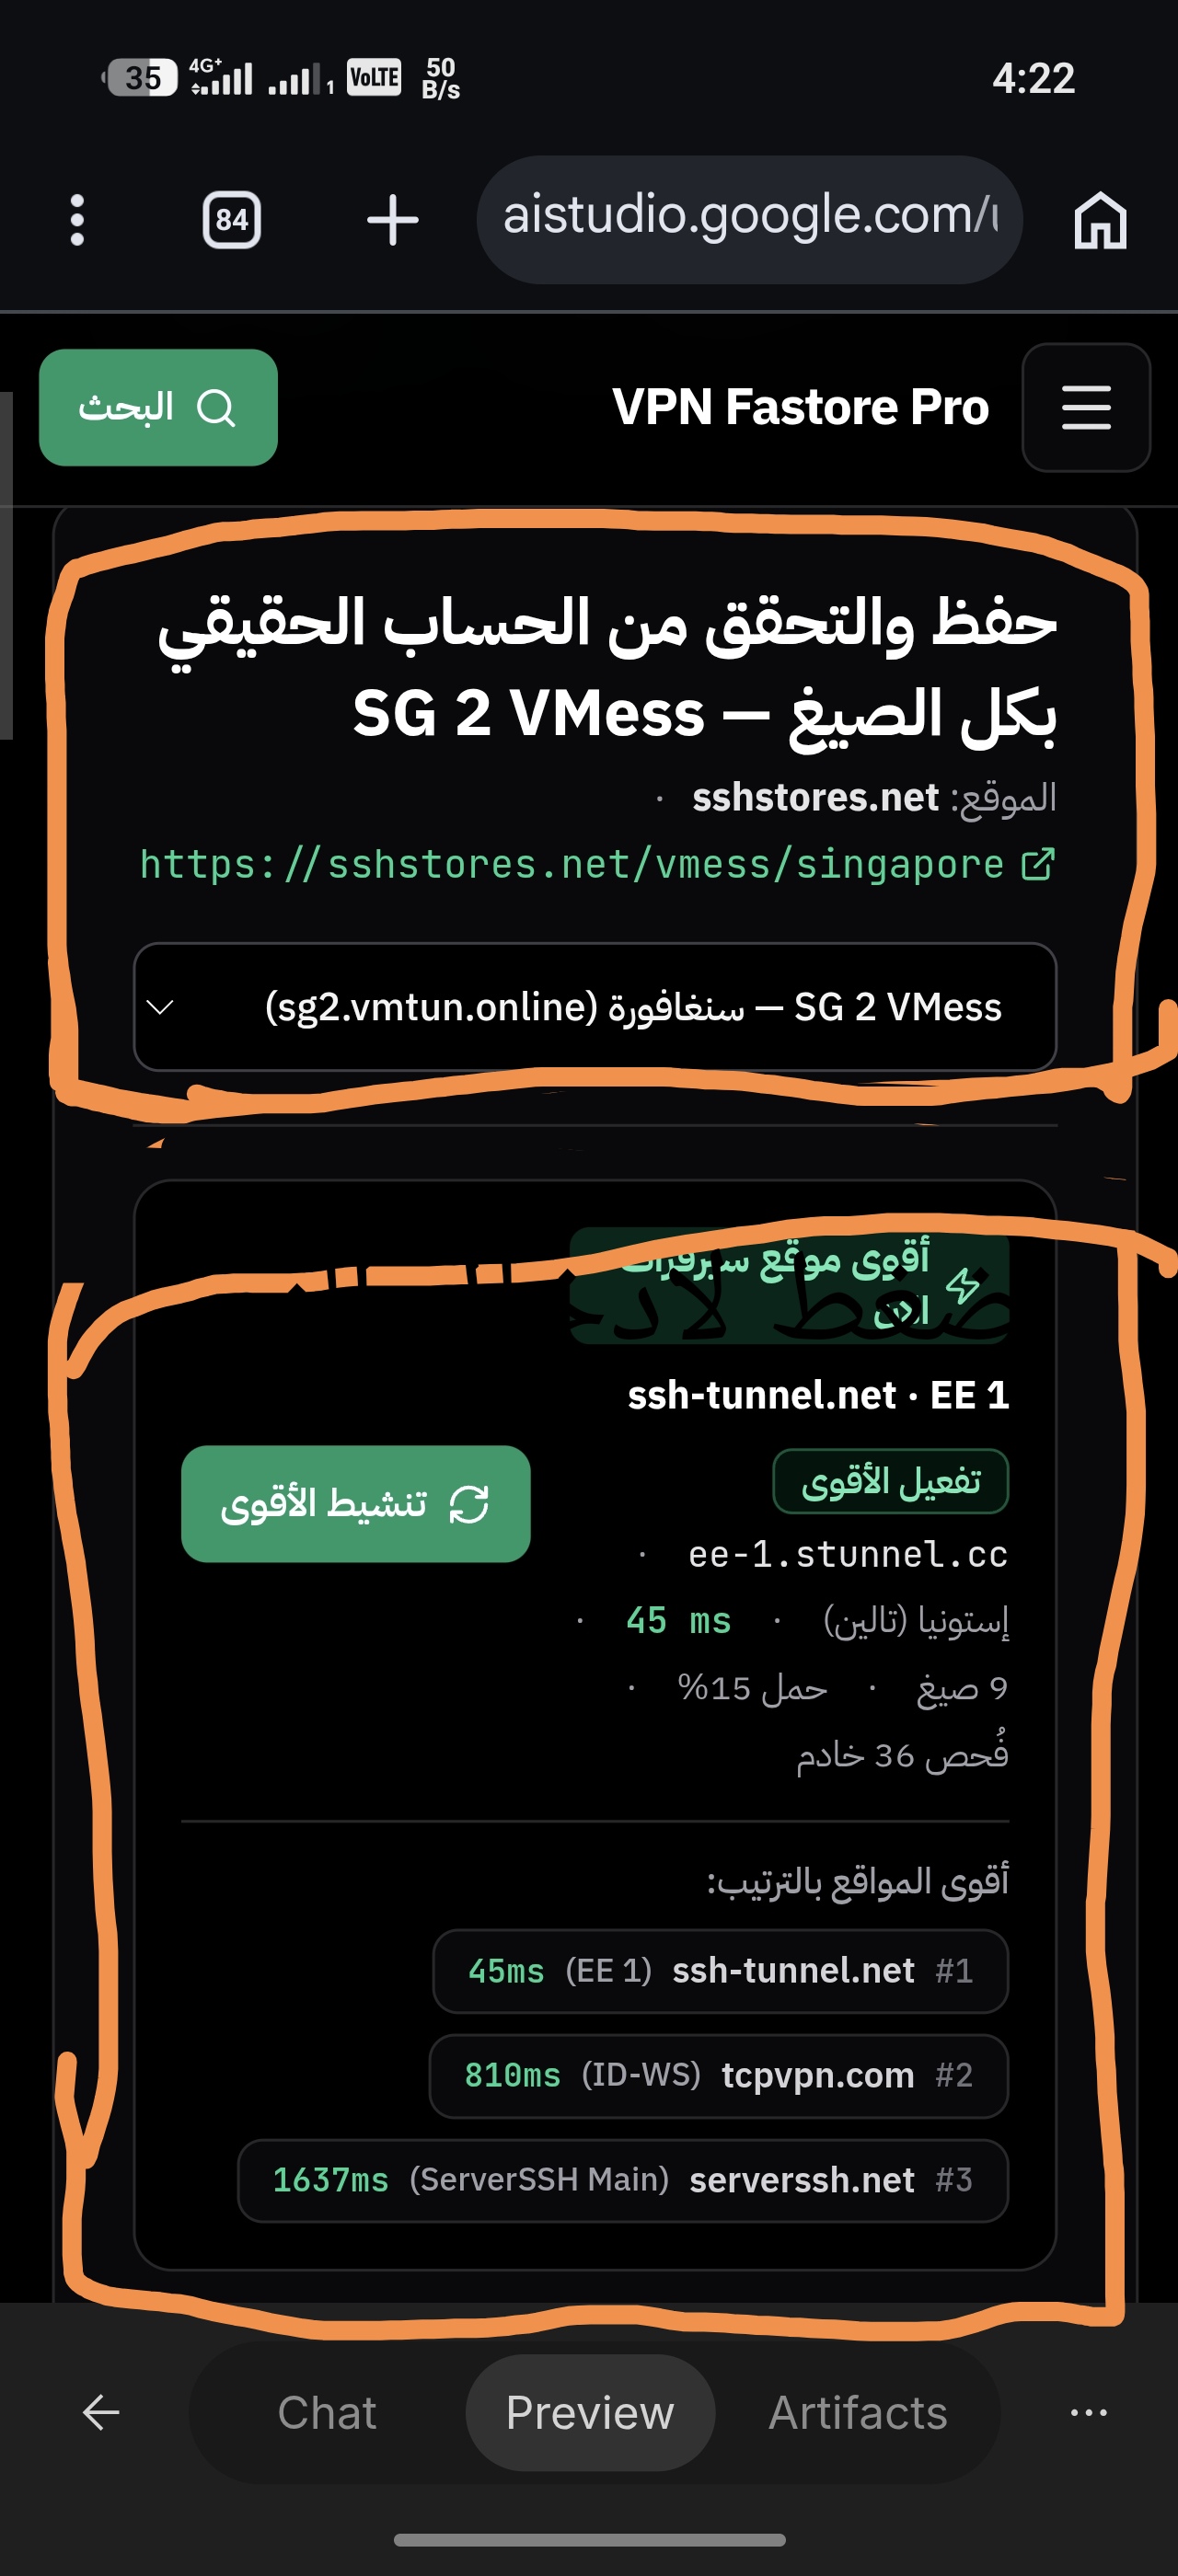 35 4G+ 1 VoLTE 50 B/s 4:22
84 aistudio.google.com/
VPN Fastore Pro البحث
حفظ والتحقق من الحساب الحقيقي
بكل الصيغ — SG 2 VMess
الموقع: sshstores.net ·
https://sshstores.net/vmess/singapore
SG 2 VMess — سنغافورة (sg2.vmtun.online)
أقوى موقع سيرفرات
الآن
ssh-tunnel.net · EE 1
تفعيل الأقوى
تنشيط الأقوى
ee-1.stunnel.cc ·
إستونيا (تالين) · 45 ms ·
9 صيغ · حمل 15% ·
فُحص 36 خادم
أقوى المواقع بالترتيب:
#1 ssh-tunnel.net (EE 1) 45ms
#2 tcpvpn.com (ID-WS) 810ms
#3 serverssh.net (ServerSSH Main) 1637ms
Chat Preview Artifacts